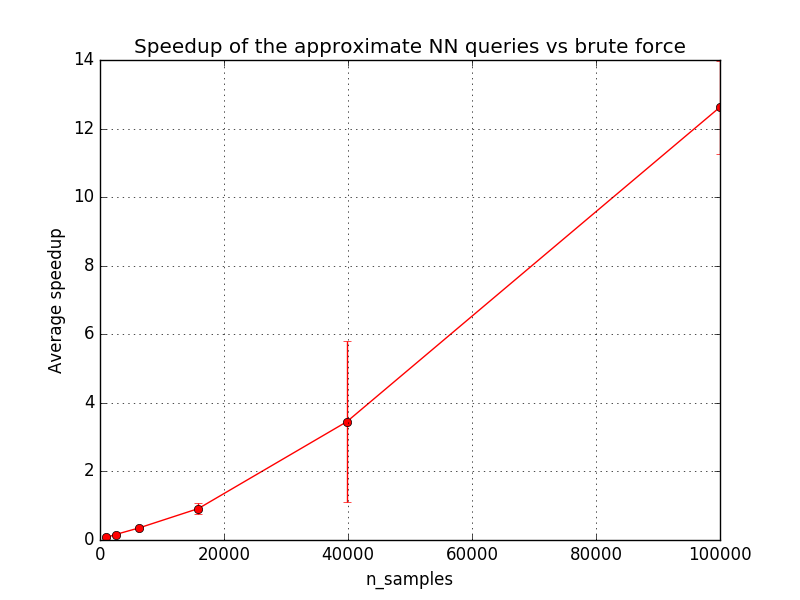 Speedup of the approximate NN queries vs brute force
14
12
10
8
6
4
2
0
Average speedup
0 20000 40000 60000 80000 100000
n_samples